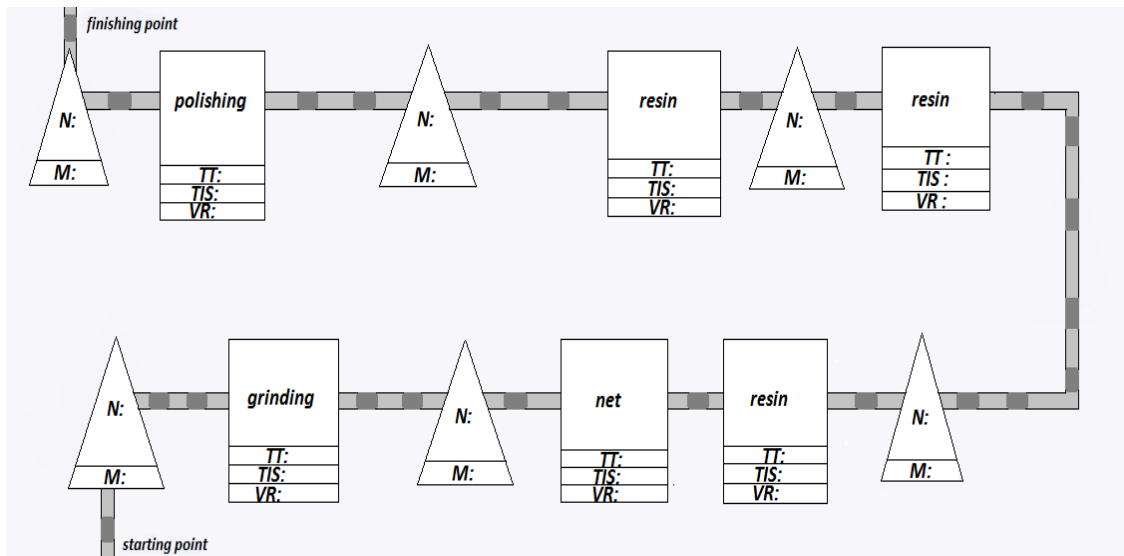 finishing point
polishing
resin
resin
N:
N:
N:
M:
TT:
TIS:
VR:
M:
TT:
TIS:
VR:
M:
TT :
TIS :
VR :
grinding
net
resin
N:
N:
N:
M:
TT:
TIS:
VR:
M:
TT:
TIS:
VR:
TT:
TIS:
VR:
M:
starting point